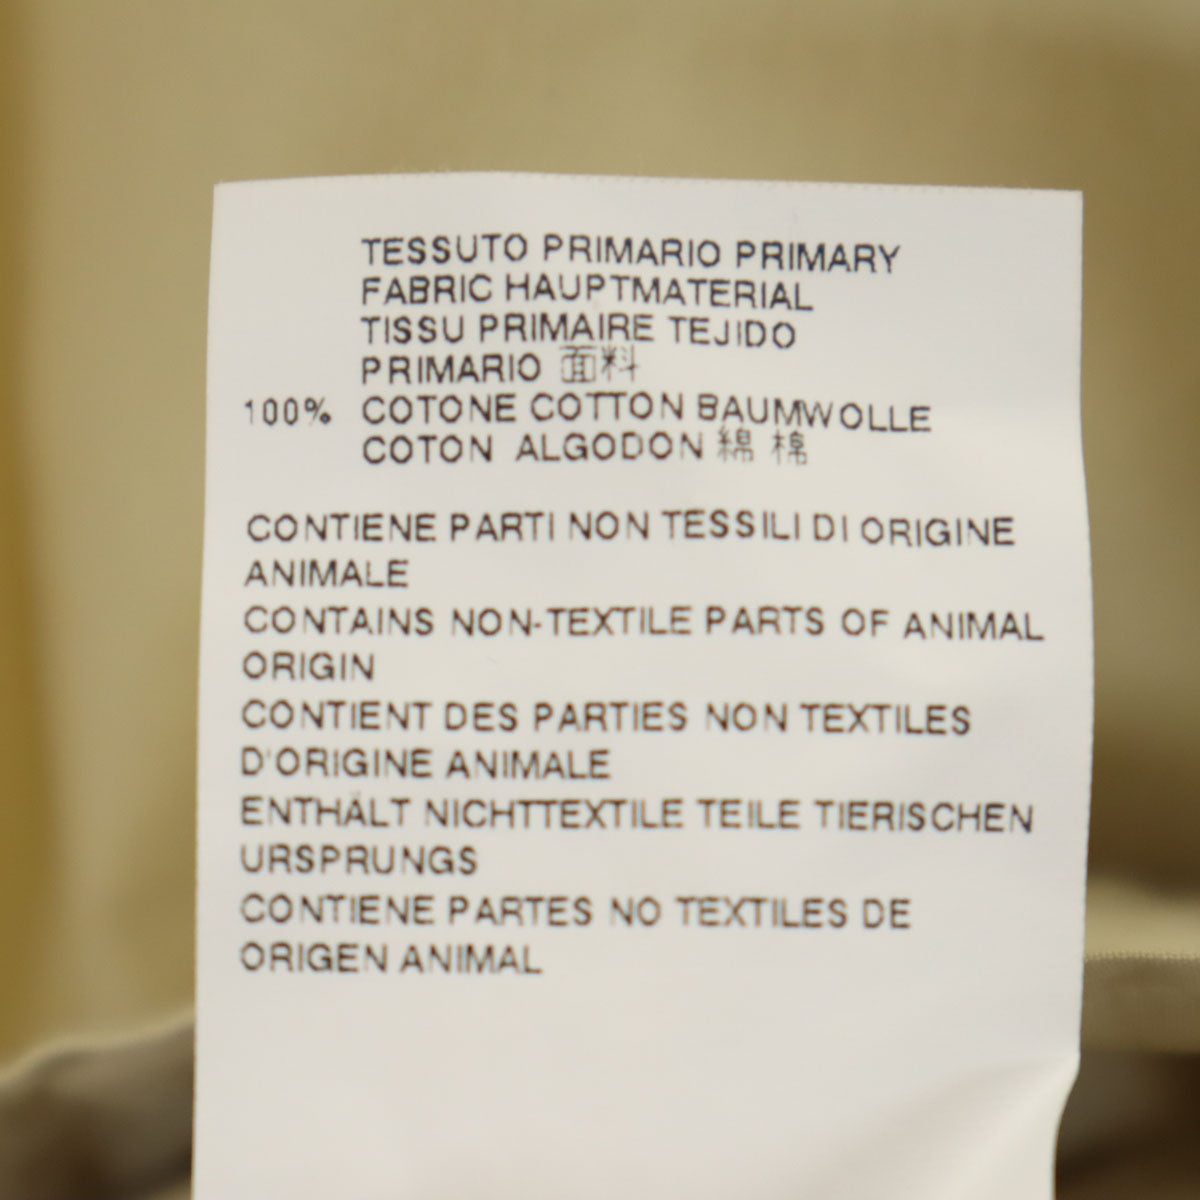 TESSUTO PRIMARIO PRIMARY
FABRIC HAUPTMATERIAL
TISSU PRIMAIRE TEJIDO
PRIMARIO 面料
100% COTONE COTTON BAUMWOLLE
COTON ALGODON 綿 棉
CONTIENE PARTI NON TESSILI DI ORIGINE
ANIMALE
CONTAINS NON-TEXTILE PARTS OF ANIMAL
ORIGIN
CONTIENT DES PARTIES NON TEXTILES
D'ORIGINE ANIMALE
ENTHÄLT NICHTTEXTILE TEILE TIERISCHEN
URSPRUNGS
CONTIENE PARTES NO TEXTILES DE
ORIGEN ANIMAL